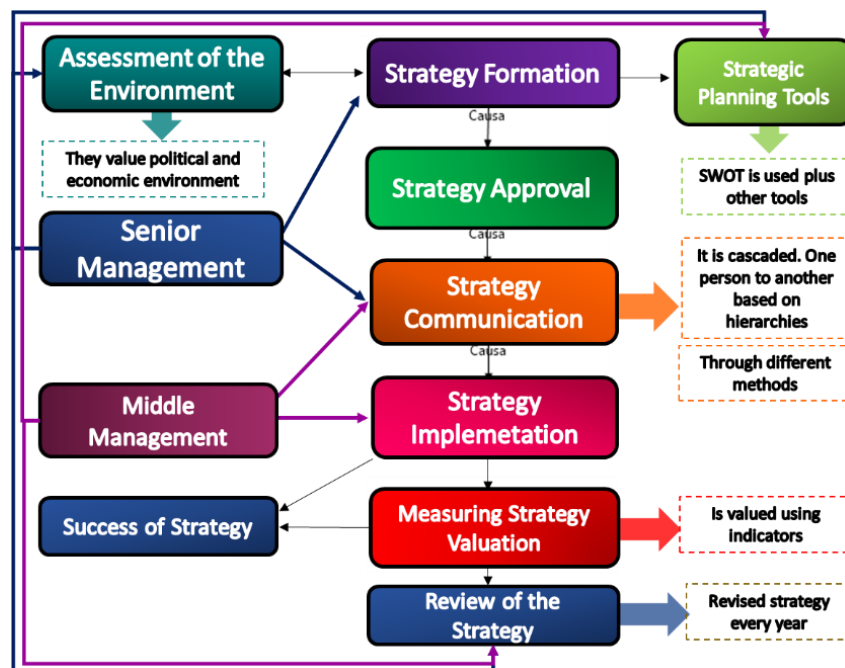 Assessment of the
Environment
Strategy Formation
Strategic
Planning Tools
Causa
They value political and
economic environment
SWOT is used plus
other tools
Strategy Approval
Causa
Senior
Management
Strategy
Communication
It is cascaded. One
person to another
based on
hierarchies
Through different
methods
Causa
Middle
Management
Strategy
Implemetation
Success of Strategy
Measuring Strategy
Valuation
Is valued using
indicators
Review of the
Strategy
Revised strategy
every year